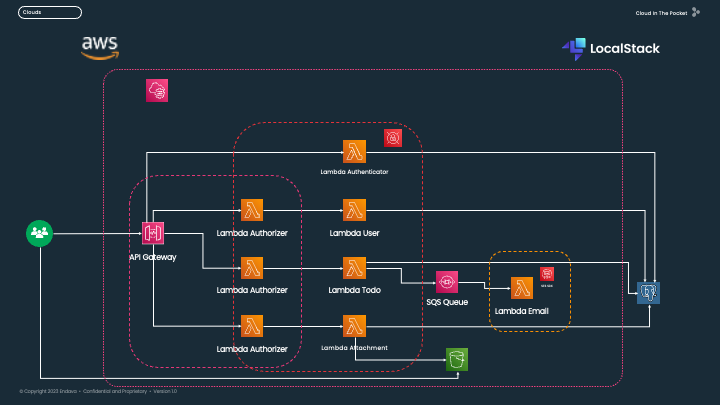 Clouds
Cloud In The Pocket
aws
LocalStack
Lambda Authenticator
Lambda Authorizer
Lambda User
API Gateway
Lambda Authorizer
Lambda Todo
SQS Queue
Lambda Email
Lambda Authorizer
Lambda Attachment
© Copyright 2023 Endava • Confidential and Proprietary • Version 1.0